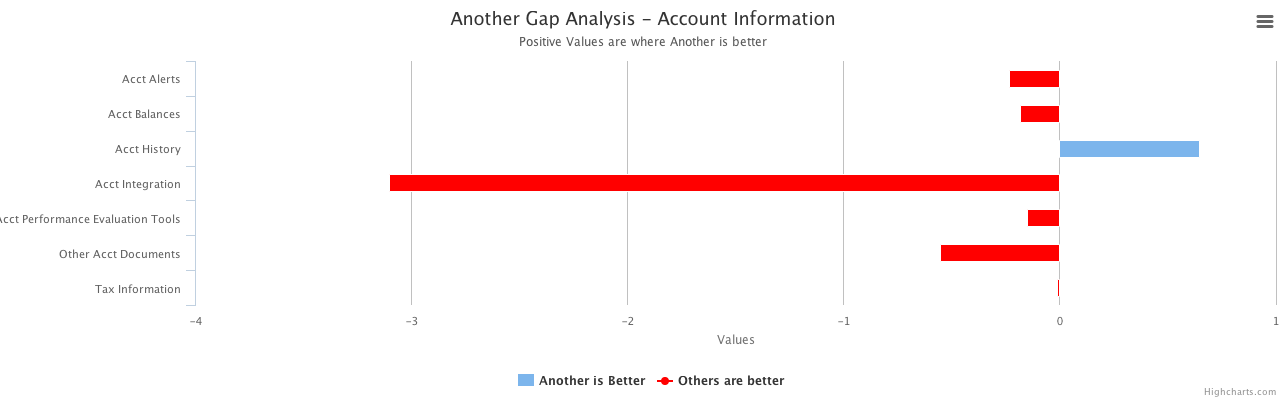 Another Gap Analysis - Account Information
Positive Values are where Another is better
Acct Alerts
Acct Balances
Acct History
Acct Integration
Acct Performance Evaluation Tools
Other Acct Documents
Tax Information
-4 -3 -2 -1 0 1
Values
Another is Better Others are better
Highcharts.com